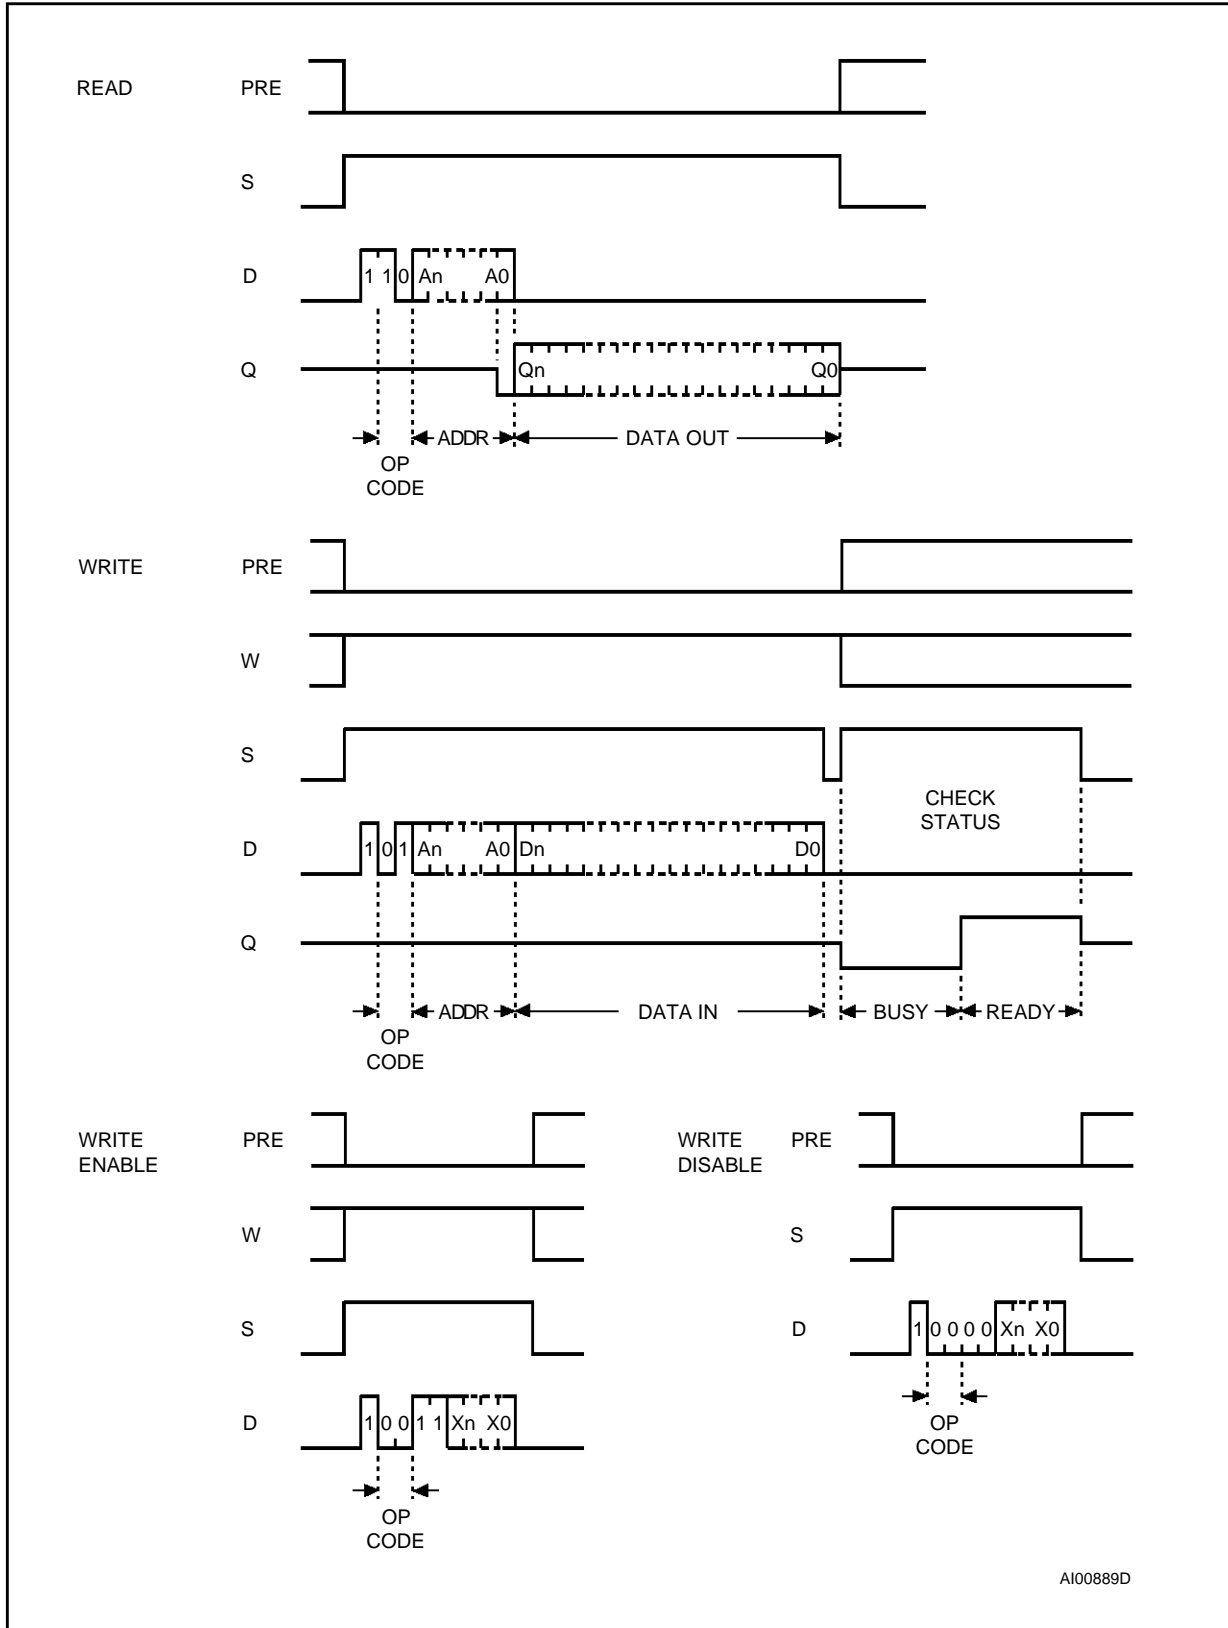 READ PRE
S
D 1 1 0 An A0
Q Qn Q0
ADDR DATA OUT
OP
CODE
WRITE PRE
W
S
CHECK
STATUS
D 1 0 1 An A0 Dn D0
Q
ADDR DATA IN BUSY READY
OP
CODE
WRITE
ENABLE
PRE
W
S
D 1 0 0 1 1 Xn X0
OP
CODE
WRITE
DISABLE
PRE
S
D 1 0 0 0 0 Xn X0
OP
CODE
AI00889D